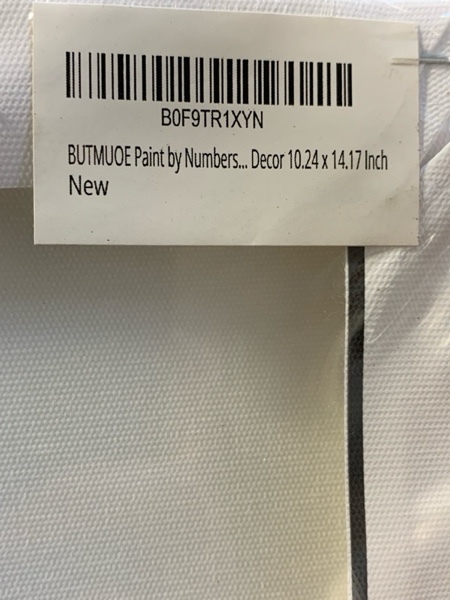 B0F9TR1XYN
BUTMUOE Paint by Numbers... Decor 10.24 x 14.17 Inch
New